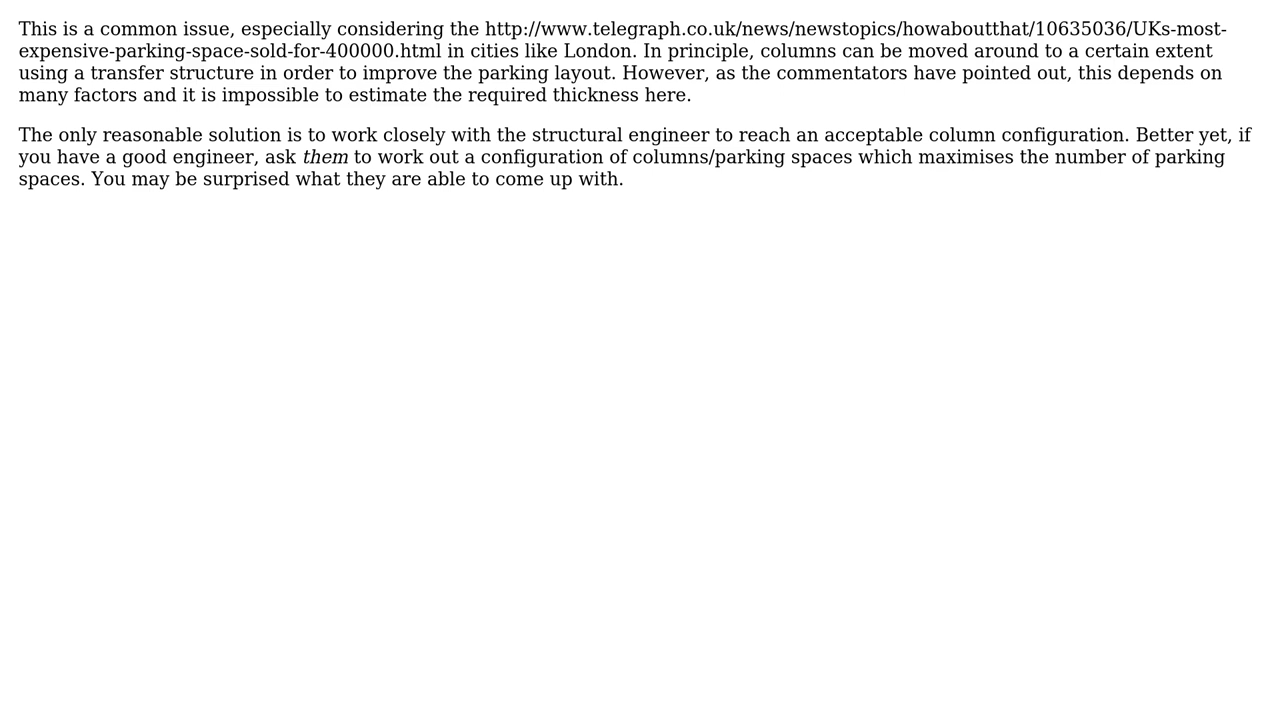 This is a common issue, especially considering the http://www.telegraph.co.uk/news/newstopics/howaboutthat/10635036/UKs-most-
expensive-parking-space-sold-for-400000.html in cities like London. In principle, columns can be moved around to a certain extent
using a transfer structure in order to improve the parking layout. However, as the commentators have pointed out, this depends on
many factors and it is impossible to estimate the required thickness here.
The only reasonable solution is to work closely with the structural engineer to reach an acceptable column configuration. Better yet, if
you have a good engineer, ask them to work out a configuration of columns/parking spaces which maximises the number of parking
spaces. You may be surprised what they are able to come up with.